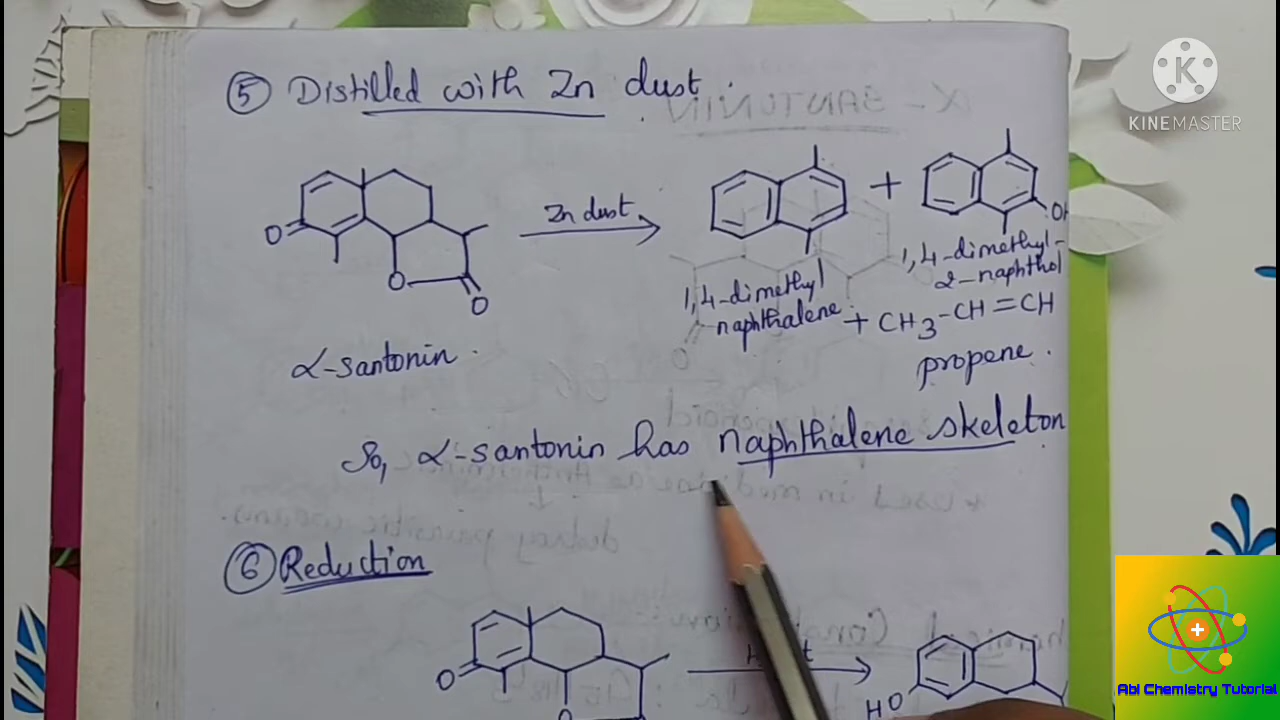 ⑤ Distilled with Zn dust.
Zn dust
O
O
O
+
OH
1,4-dimethyl naphthalene
1,4-dimethyl-
2-naphthol
+ CH3-CH=CH
propene.
α-santonin.
So, α-santonin has naphthalene skeleton
⑥ Reduction
O
HO
KINEMASTER
Abi Chemistry Tutorial